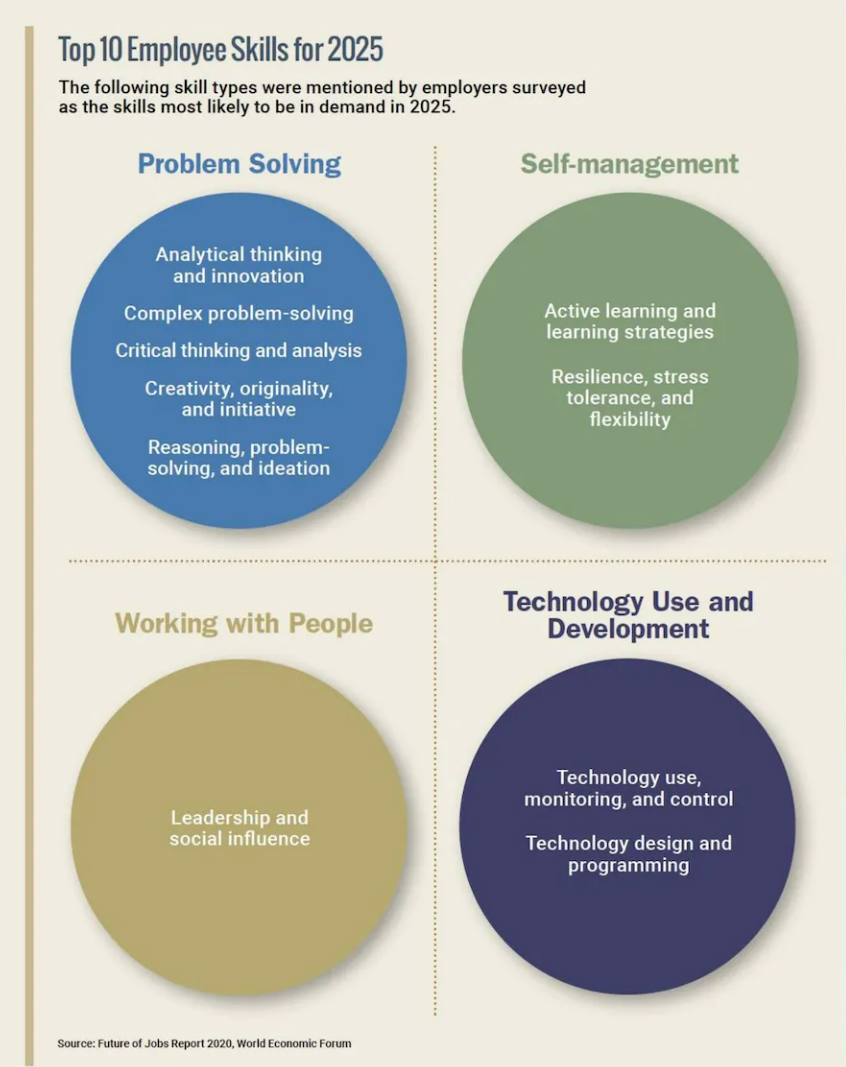 Top 10 Employee Skills for 2025
The following skill types were mentioned by employers surveyed
as the skills most likely to be in demand in 2025.
Problem Solving
Analytical thinking
and innovation
Complex problem-solving
Critical thinking and analysis
Creativity, originality,
and initiative
Reasoning, problem-
solving, and ideation
Self-management
Active learning and
learning strategies
Resilience, stress
tolerance, and
flexibility
Working with People
Leadership and
social influence
Technology Use and
Development
Technology use,
monitoring, and control
Technology design and
programming
Source: Future of Jobs Report 2020, World Economic Forum